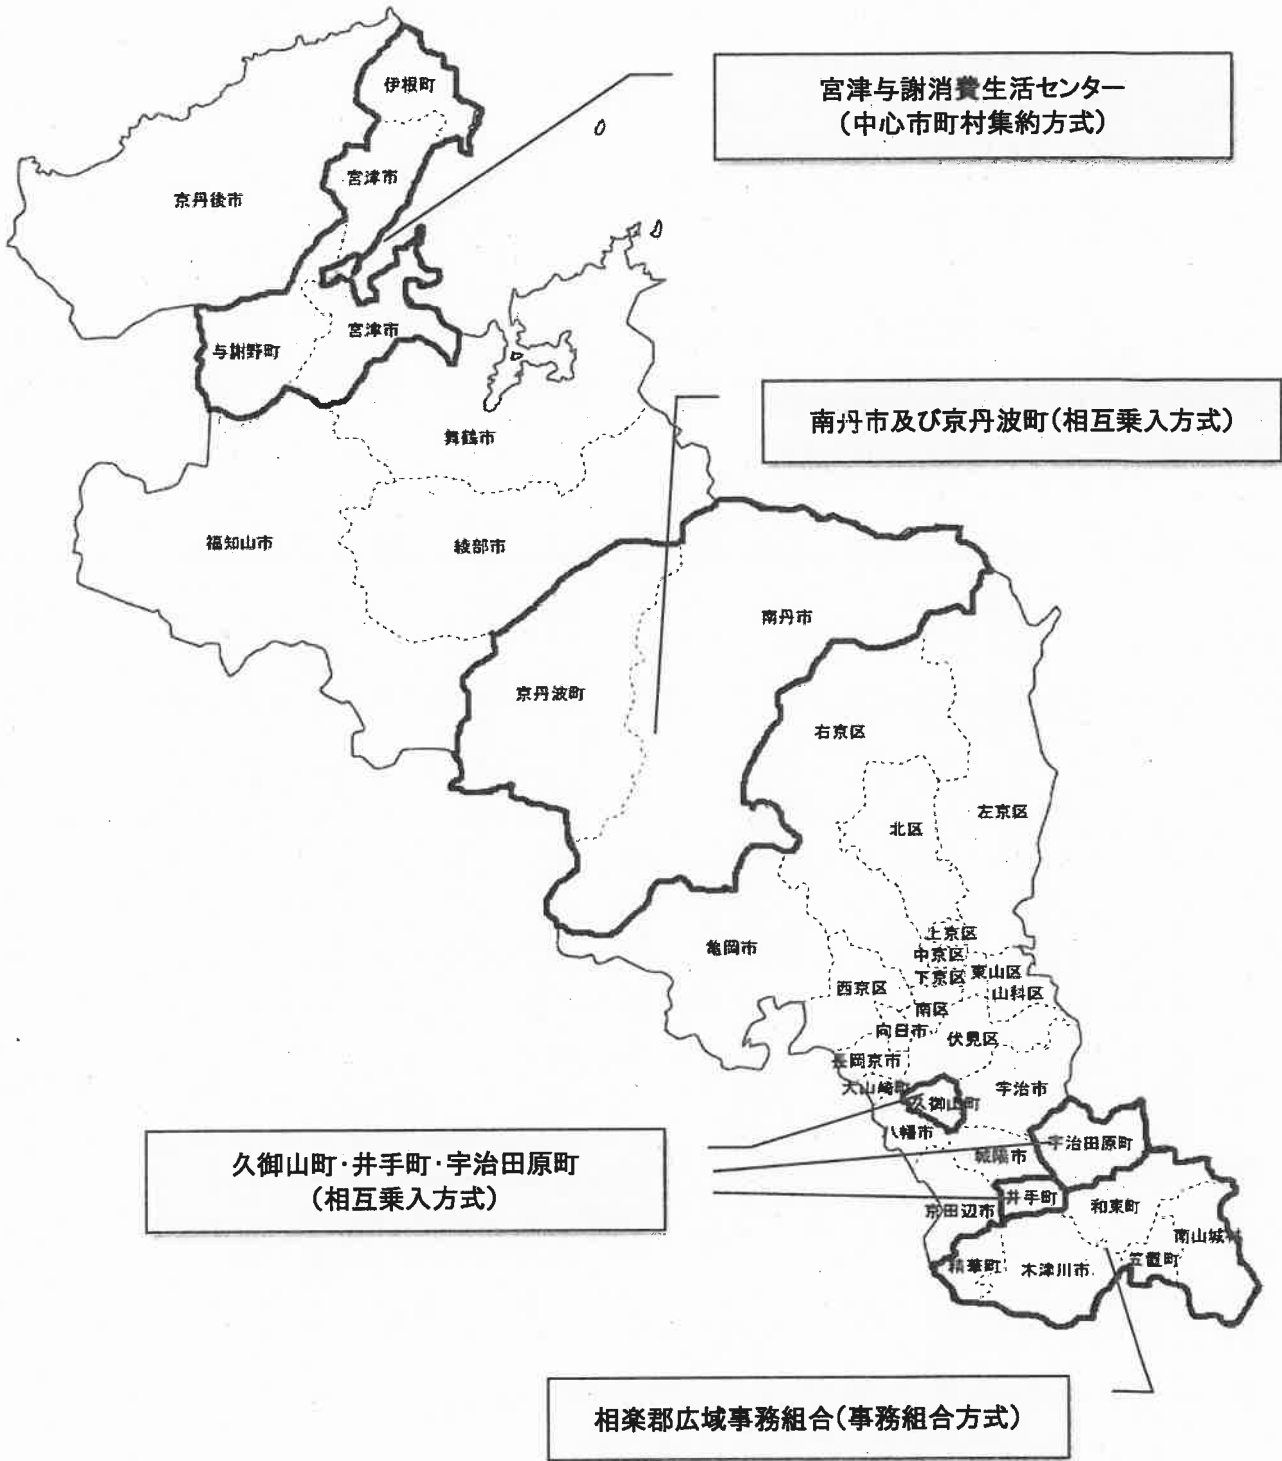 伊根町
宮津与謝消費生活センター
(中心市町村集約方式)
宮津市
京丹後市
宮津市
与謝野町
南丹市及び京丹波町(相互乗入方式)
舞鶴市
福知山市
綾部市
南丹市
京丹波町
右京区
左京区
北区
上京区
亀岡市
中京区
東山区
下京区
西京区
山科区
南区
向日市
伏見区
長岡京市
大山崎町
宇治市
久御山町
八幡市
宇治田原町
久御山町・井手町・宇治田原町
(相互乗入方式)
城陽市
井手町
和束町
京田辺市
南山城村
笠置町
精華町
木津川市
相楽郡広域事務組合(事務組合方式)